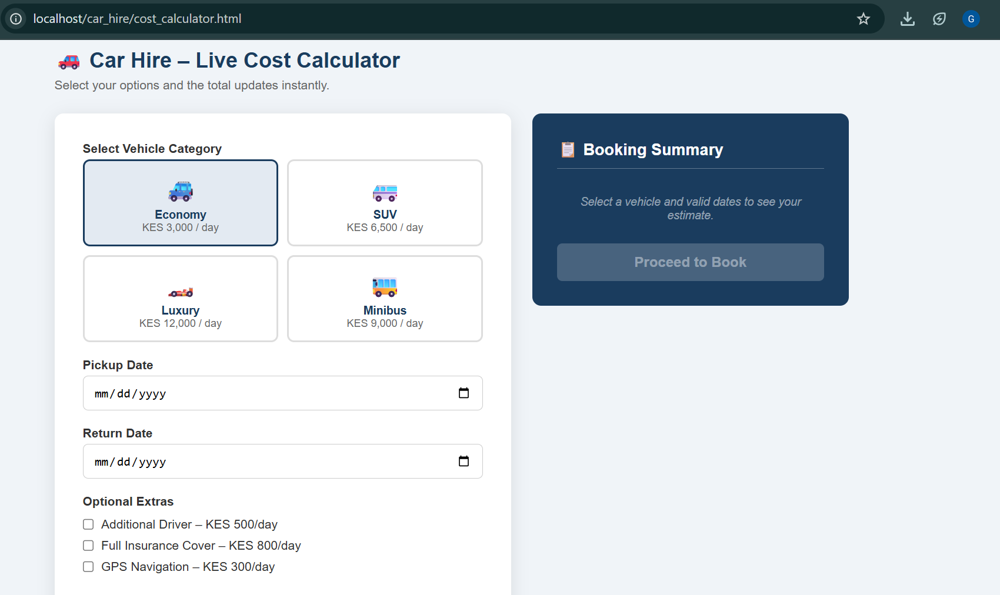 localhost/car_hire/cost_calculator.html
G
Car Hire – Live Cost Calculator
Select your options and the total updates instantly.
Select Vehicle Category
Economy
KES 3,000 / day
SUV
KES 6,500 / day
Luxury
KES 12,000 / day
Minibus
KES 9,000 / day
Pickup Date
mm/dd/yyyy
Return Date
mm/dd/yyyy
Optional Extras
Additional Driver – KES 500/day
Full Insurance Cover – KES 800/day
GPS Navigation – KES 300/day
Booking Summary
Select a vehicle and valid dates to see your
estimate.
Proceed to Book